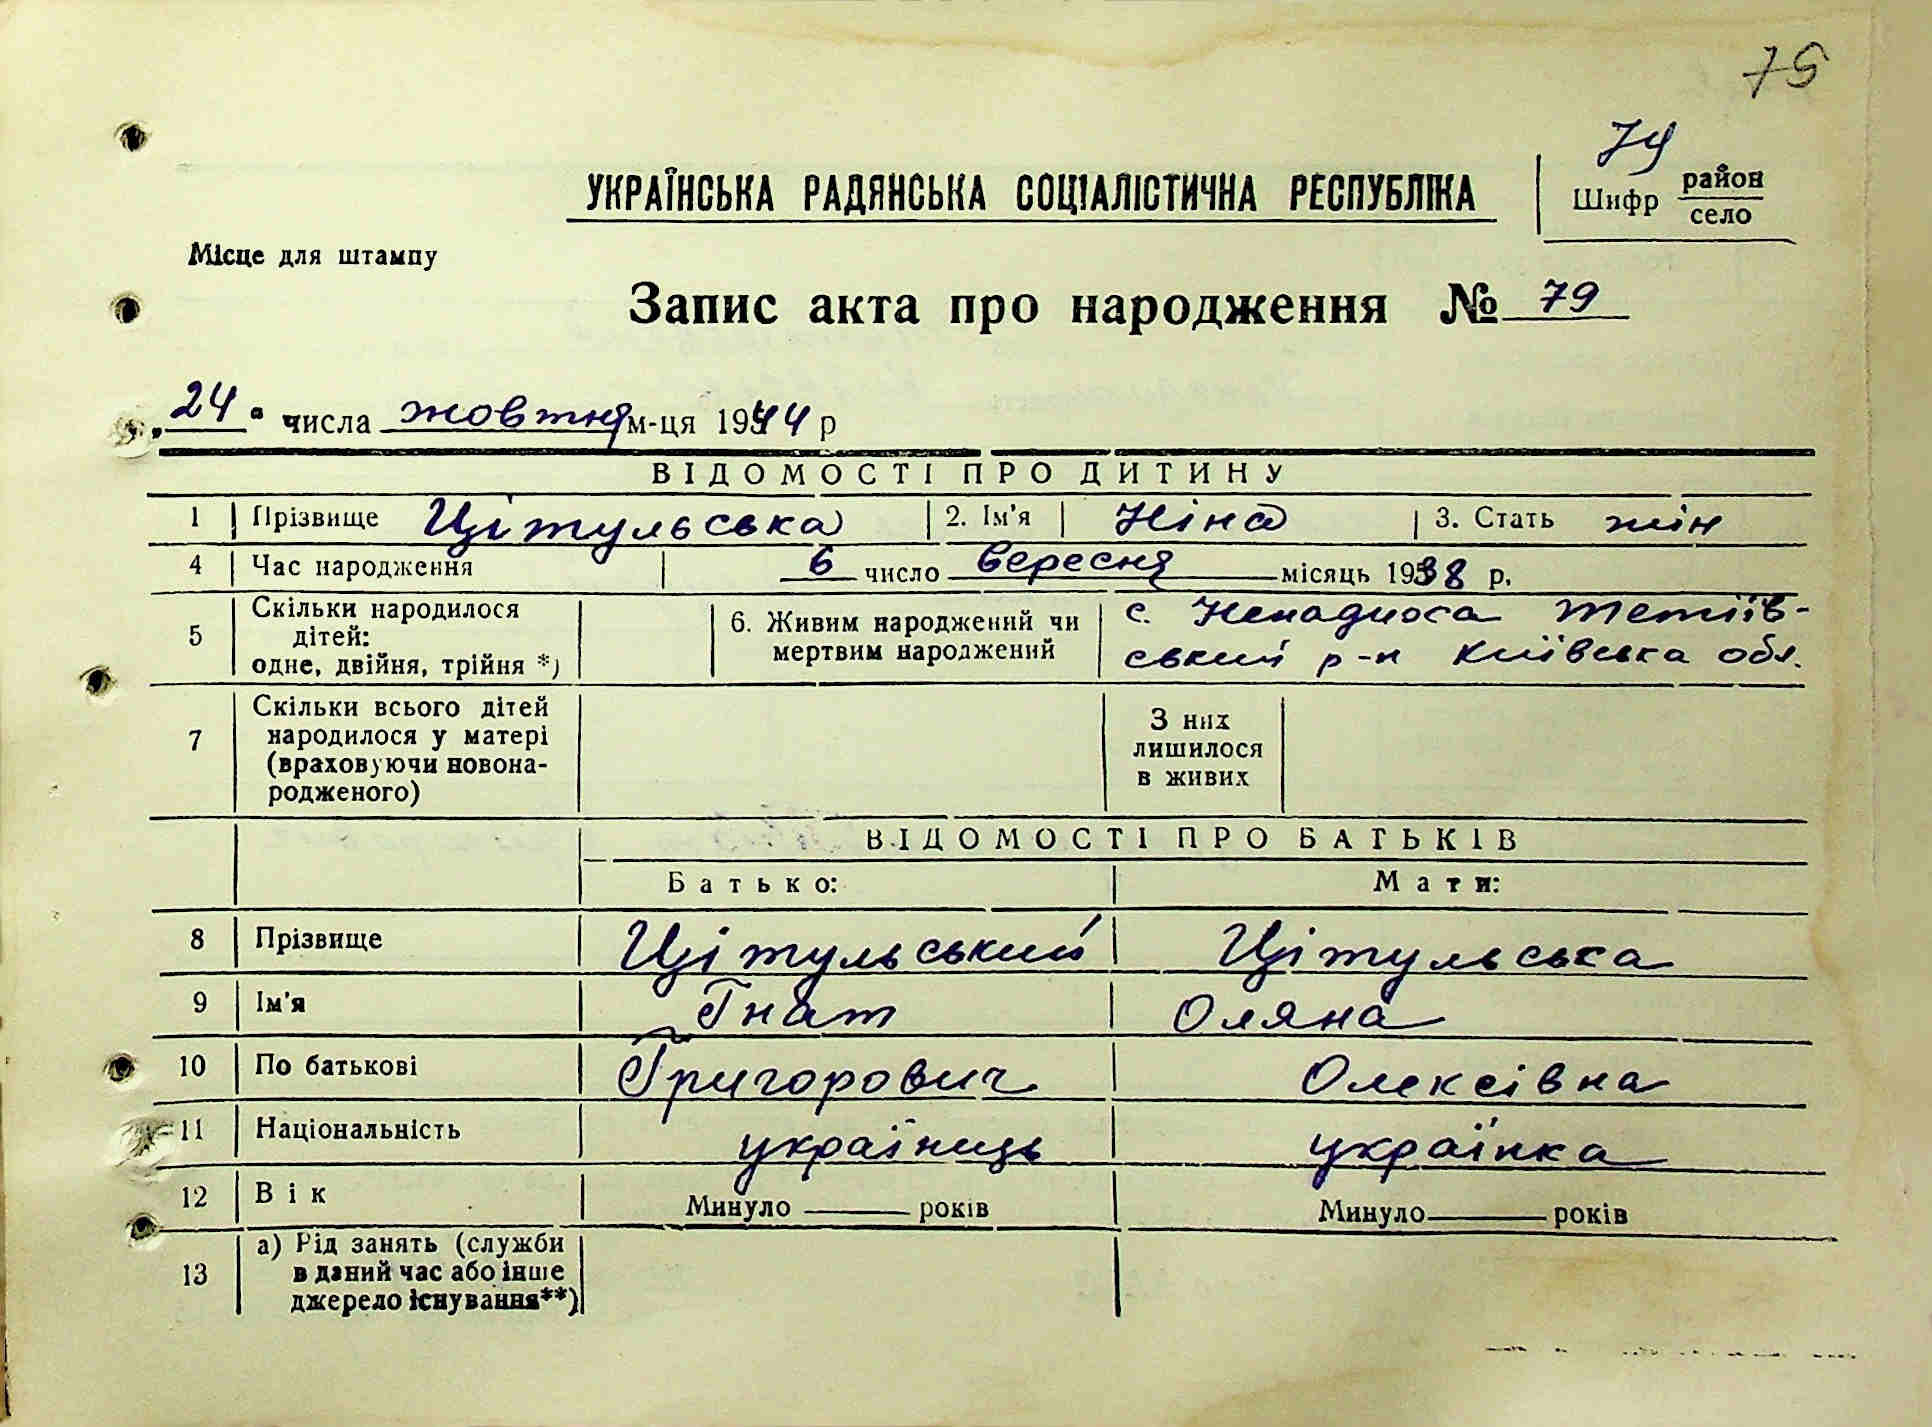 75
79
Шифр район
село
УКРАЇНСЬКА РАДЯНСЬКА СОЦІАЛІСТИЧНА РЕСПУБЛІКА
Місце для штампу
Запис акта про народження № 79
„24“ числа жовтня м-ця 1944 р
ВІДОМОСТІ ПРО ДИТИНУ
1 Прізвище Цітульська 2. Ім'я Ніна 3. Стать жін
4 Час народження 6 число вересня місяць 1938 р.
5 Скільки народилося дітей: одне, двійня, трійня *) 6. Живим народжений чи мертвим народжений с. Ненадиха Тетіїв-
ський р-н Київська обл.
7 Скільки всього дітей народилося у матері (враховуючи новона-
родженого) З них лишилося в живих
ВІДОМОСТІ ПРО БАТЬКІВ
Батько: Мати:
8 Прізвище Цітульський Цітульська
9 Ім'я Гнат Оляна
10 По батькові Григорович Олексівна
11 Національність українець українка
12 Вік Минуло ___ років Минуло ___ років
13 а) Рід занять (служби
в даний час або інше
джерело існування**)